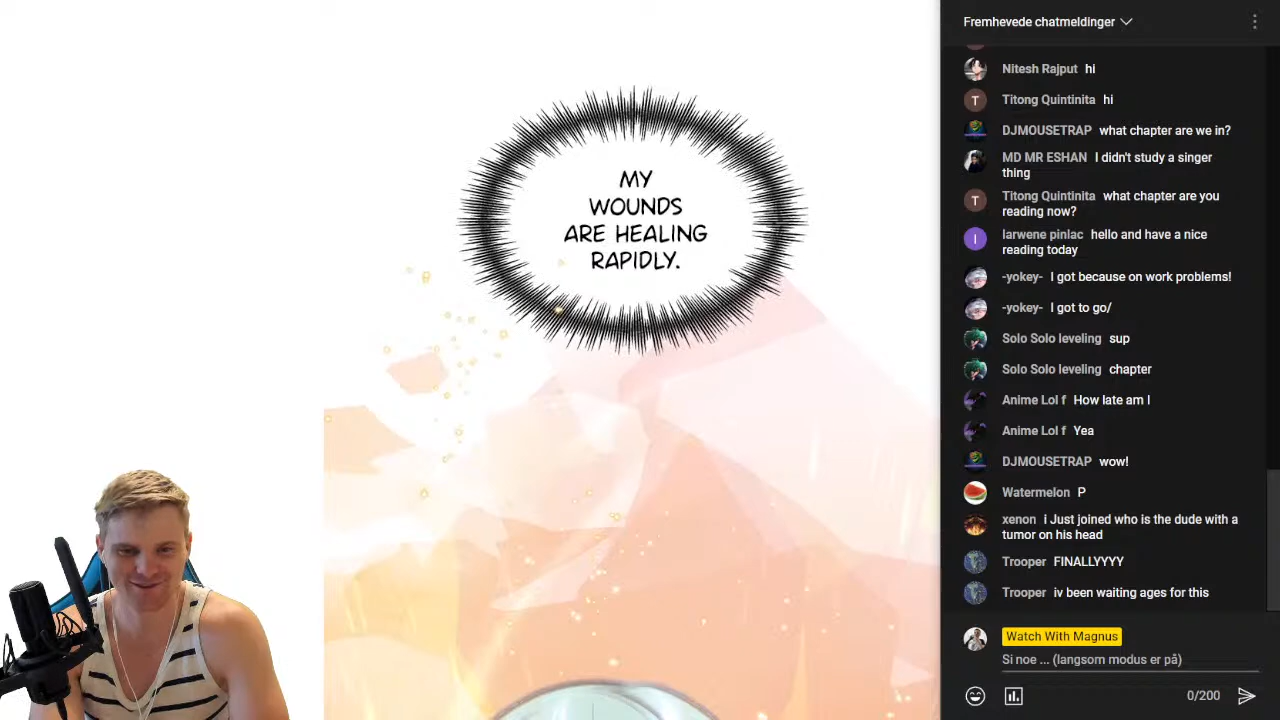 MY
WOUNDS
ARE HEALING
RAPIDLY.
Fremhevede chatmeldinger
Nitesh Rajput hi
T Titong Quintinita hi
DJMOUSETRAP what chapter are we in?
MD MR ESHAN I didn't study a singer
thing
T Titong Quintinita what chapter are you
reading now?
I larwene pinlac hello and have a nice
reading today
-yokey- I got because on work problems!
-yokey- I got to go/
Solo Solo leveling sup
Solo Solo leveling chapter
Anime Lol f How late am I
Anime Lol f Yea
DJMOUSETRAP wow!
Watermelon P
xenon i Just joined who is the dude with a
tumor on his head
Trooper FINALLYYYY
Trooper iv been waiting ages for this
Watch With Magnus
Si noe ... (langsom modus er på)
0/200